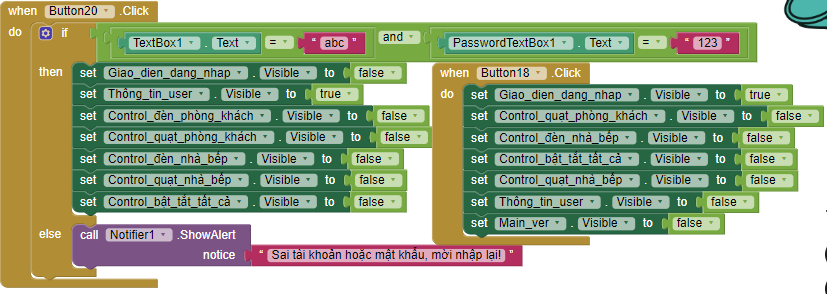 when Button20 .Click
do if TextBox1 . Text = " abc " and PasswordTextBox1 . Text = " 123 "
then set Giao_dien_dang_nhap . Visible to false
set Thông_tin_user . Visible to true
set Control_đèn_phòng_khách . Visible to false
set Control_quạt_phòng_khách . Visible to false
set Control_đèn_nhà_bếp . Visible to false
set Control_quạt_nhà_bếp . Visible to false
set Control_bật_tắt_tất_cả . Visible to false
else call Notifier1 .ShowAlert
notice " Sai tài khoản hoặc mật khẩu, mời nhập lại! "
when Button18 .Click
do set Giao_dien_dang_nhap . Visible to true
set Control_quạt_phòng_khách . Visible to false
set Control_đèn_nhà_bếp . Visible to false
set Control_bật_tắt_tất_cả . Visible to false
set Control_quạt_nhà_bếp . Visible to false
set Thông_tin_user . Visible to false
set Main_ver . Visible to false